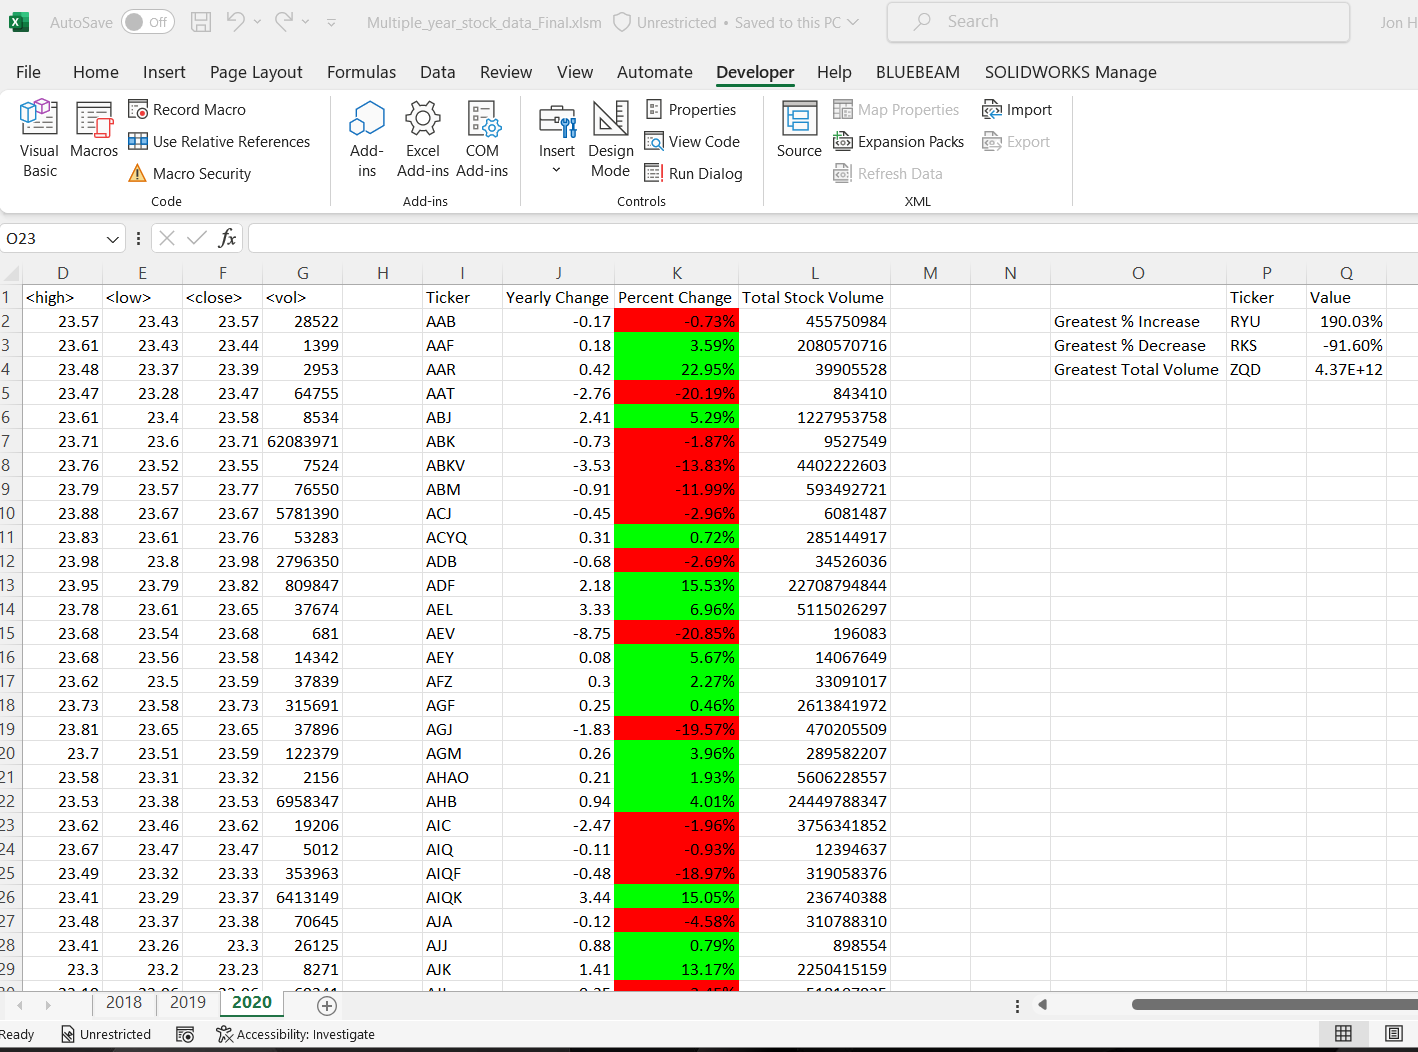 AutoSave Off Multiple_year_stock_data_Final.xlsm Unrestricted • Saved to this PC Search Jon H
File Home Insert Page Layout Formulas Data Review View Automate Developer Help BLUEBEAM SOLIDWORKS Manage
Visual Basic
Macros
Record Macro
Use Relative References
Macro Security
Code
Add-ins
Excel Add-ins
COM Add-ins
Add-ins
Insert
Design Mode
Properties
View Code
Run Dialog
Controls
Source
Map Properties
Expansion Packs
Refresh Data
Import
Export
XML
O23 fx
D E F G H I J K L M N O P Q
1 <high> <low> <close> <vol> Ticker Yearly Change Percent Change Total Stock Volume Ticker Value
2 23.57 23.43 23.57 28522 AAB -0.17 -0.73% 455750984 Greatest % Increase RYU 190.03%
3 23.61 23.43 23.44 1399 AAF 0.18 3.59% 2080570716 Greatest % Decrease RKS -91.60%
4 23.48 23.37 23.39 2953 AAR 0.42 22.95% 39905528 Greatest Total Volume ZQD 4.37E+12
5 23.47 23.28 23.47 64755 AAT -2.76 -20.19% 843410
6 23.61 23.4 23.58 8534 ABJ 2.41 5.29% 1227953758
7 23.71 23.6 23.71 62083971 ABK -0.73 -1.87% 9527549
8 23.76 23.52 23.55 7524 ABKV -3.53 -13.83% 4402222603
9 23.79 23.57 23.77 76550 ABM -0.91 -11.99% 593492721
10 23.88 23.67 23.67 5781390 ACJ -0.45 -2.96% 6081487
11 23.83 23.61 23.76 53283 ACYQ 0.31 0.72% 285144917
12 23.98 23.8 23.98 2796350 ADB -0.68 -2.69% 34526036
13 23.95 23.79 23.82 809847 ADF 2.18 15.53% 22708794844
14 23.78 23.61 23.65 37674 AEL 3.33 6.96% 5115026297
15 23.68 23.54 23.68 681 AEV -8.75 -20.85% 196083
16 23.68 23.56 23.58 14342 AEY 0.08 5.67% 14067649
17 23.62 23.5 23.59 37839 AFZ 0.3 2.27% 33091017
18 23.73 23.58 23.73 315691 AGF 0.25 0.46% 2613841972
19 23.81 23.65 23.65 37896 AGJ -1.83 -19.57% 470205509
20 23.7 23.51 23.59 122379 AGM 0.26 3.96% 289582207
21 23.58 23.31 23.32 2156 AHAO 0.21 1.93% 5606228557
22 23.53 23.38 23.53 6958347 AHB 0.94 4.01% 24449788347
23 23.62 23.46 23.62 19206 AIC -2.47 -1.96% 3756341852
24 23.67 23.47 23.47 5012 AIQ -0.11 -0.93% 12394637
25 23.49 23.32 23.33 353963 AIQF -0.48 -18.97% 319058376
26 23.41 23.29 23.37 6413149 AIQK 3.44 15.05% 236740388
27 23.48 23.37 23.38 70645 AJA -0.12 -4.58% 310788310
28 23.41 23.26 23.3 26125 AJJ 0.88 0.79% 898554
29 23.3 23.2 23.23 8271 AJK 1.41 13.17% 2250415159
2018 2019 2020
Ready Unrestricted Accessibility: Investigate